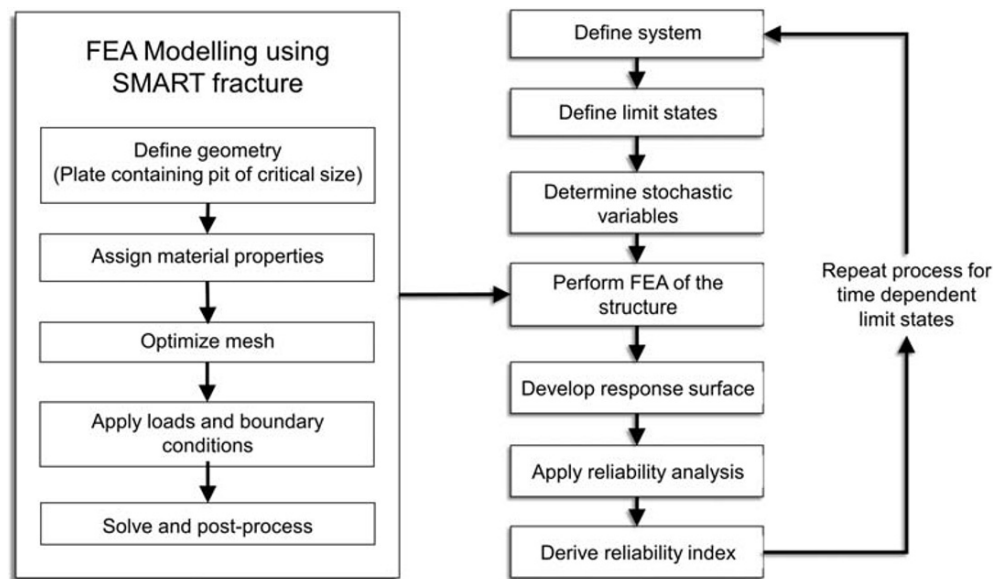 FEA Modelling using
SMART fracture
Define geometry
(Plate containing pit of critical size)
Assign material properties
Optimize mesh
Apply loads and boundary
conditions
Solve and post-process
Define system
Define limit states
Determine stochastic
variables
Perform FEA of the
structure
Develop response surface
Apply reliability analysis
Derive reliability index
Repeat process for
time dependent
limit states